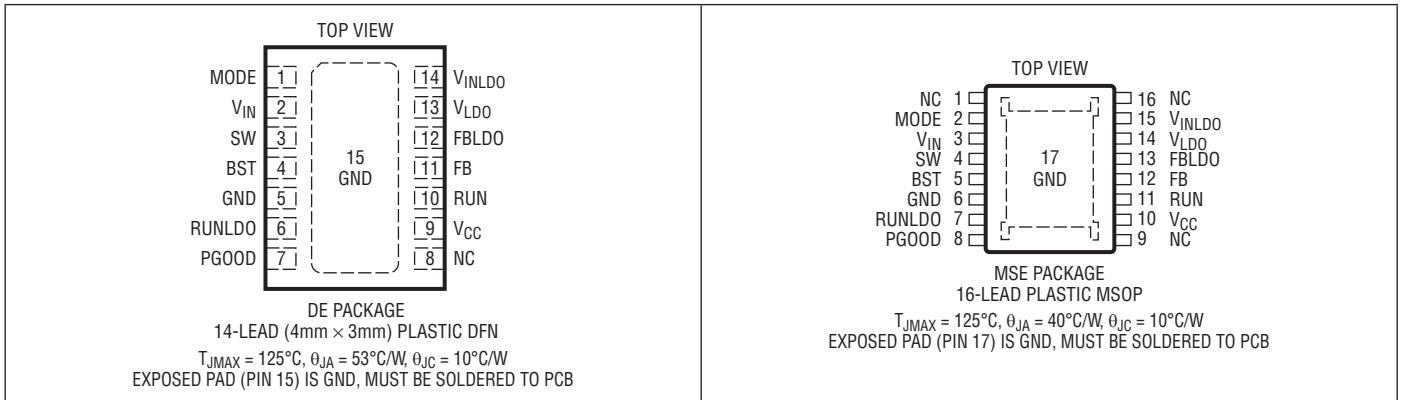 TOP VIEW
MODE 1 14 VINLDO
VIN 2 13 VLDO
SW 3 12 FBLDO
BST 4 11 FB
GND 5 10 RUN
RUNLDO 6 9 VCC
PGOOD 7 8 NC
15
GND
DE PACKAGE
14-LEAD (4mm × 3mm) PLASTIC DFN
TJMAX = 125°C, θJA = 53°C/W, θJC = 10°C/W
EXPOSED PAD (PIN 15) IS GND, MUST BE SOLDERED TO PCB
TOP VIEW
NC 1 16 NC
MODE 2 15 VINLDO
VIN 3 14 VLDO
SW 4 13 FBLDO
BST 5 12 FB
GND 6 11 RUN
RUNLDO 7 10 VCC
PGOOD 8 9 NC
17
GND
MSE PACKAGE
16-LEAD PLASTIC MSOP
TJMAX = 125°C, θJA = 40°C/W, θJC = 10°C/W
EXPOSED PAD (PIN 17) IS GND, MUST BE SOLDERED TO PCB